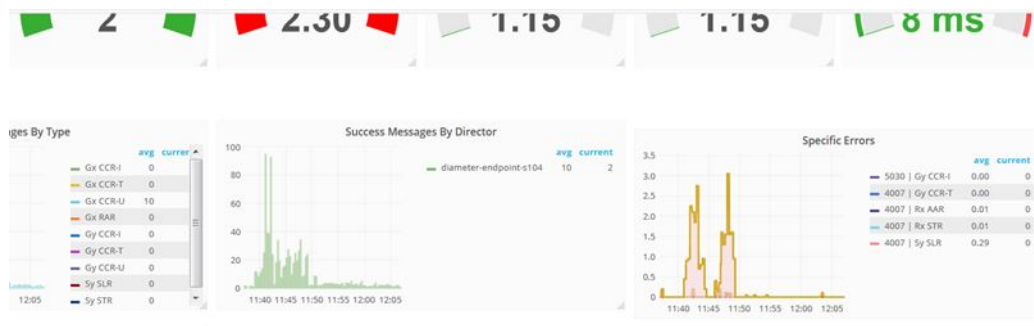 2
2.30
1.15
1.15
8 ms
ges By Type
avg
Gx CCR-I 0
Gx CCR-T 0
Gx CCR-U 10
Gx RAR 0
Gy CCR-I 0
Gy CCR-T 0
Gy CCR-U 0
Sy SLR 0
Sy STR 0
12:05
Success Messages By Director
avg current
diameter-endpoint-s104 10 2
100
80
60
40
20
0
11:40 11:45 11:50 11:55 12:00 12:05
Specific Errors
avg current
5030 | Gy CCR-I 0.00 0
4007 | Gy CCR-T 0.00 0
4007 | Rx AAR 0.01 0
4007 | Rx STR 0.01 0
4007 | Sy SLR 0.29 0
3.5
3.0
2.5
2.0
1.5
1.0
0.5
0
11:40 11:45 11:50 11:55 12:00 12:05